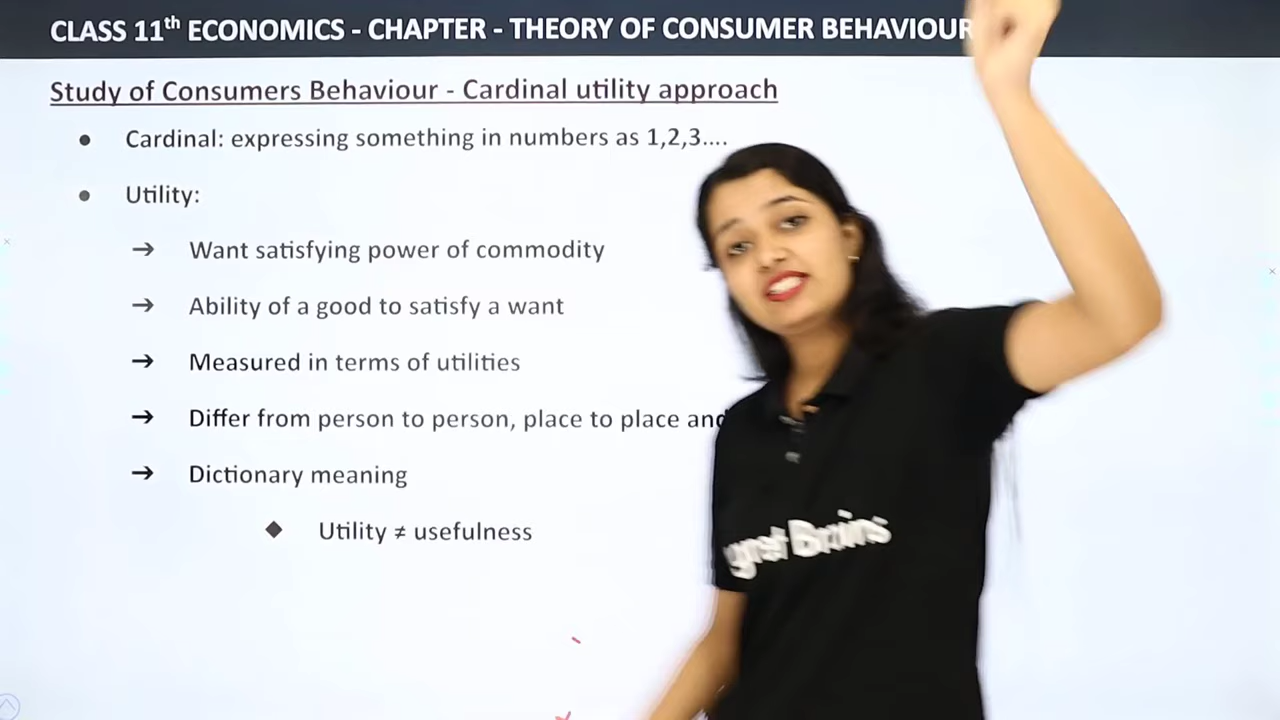 CLASS 11th ECONOMICS - CHAPTER - THEORY OF CONSUMER BEHAVIOUR
Study of Consumers Behaviour - Cardinal utility approach
● Cardinal: expressing something in numbers as 1,2,3....
● Utility:
→ Want satisfying power of commodity
→ Ability of a good to satisfy a want
→ Measured in terms of utilities
→ Differ from person to person, place to place and
→ Dictionary meaning
◆ Utility ≠ usefulness
Brains